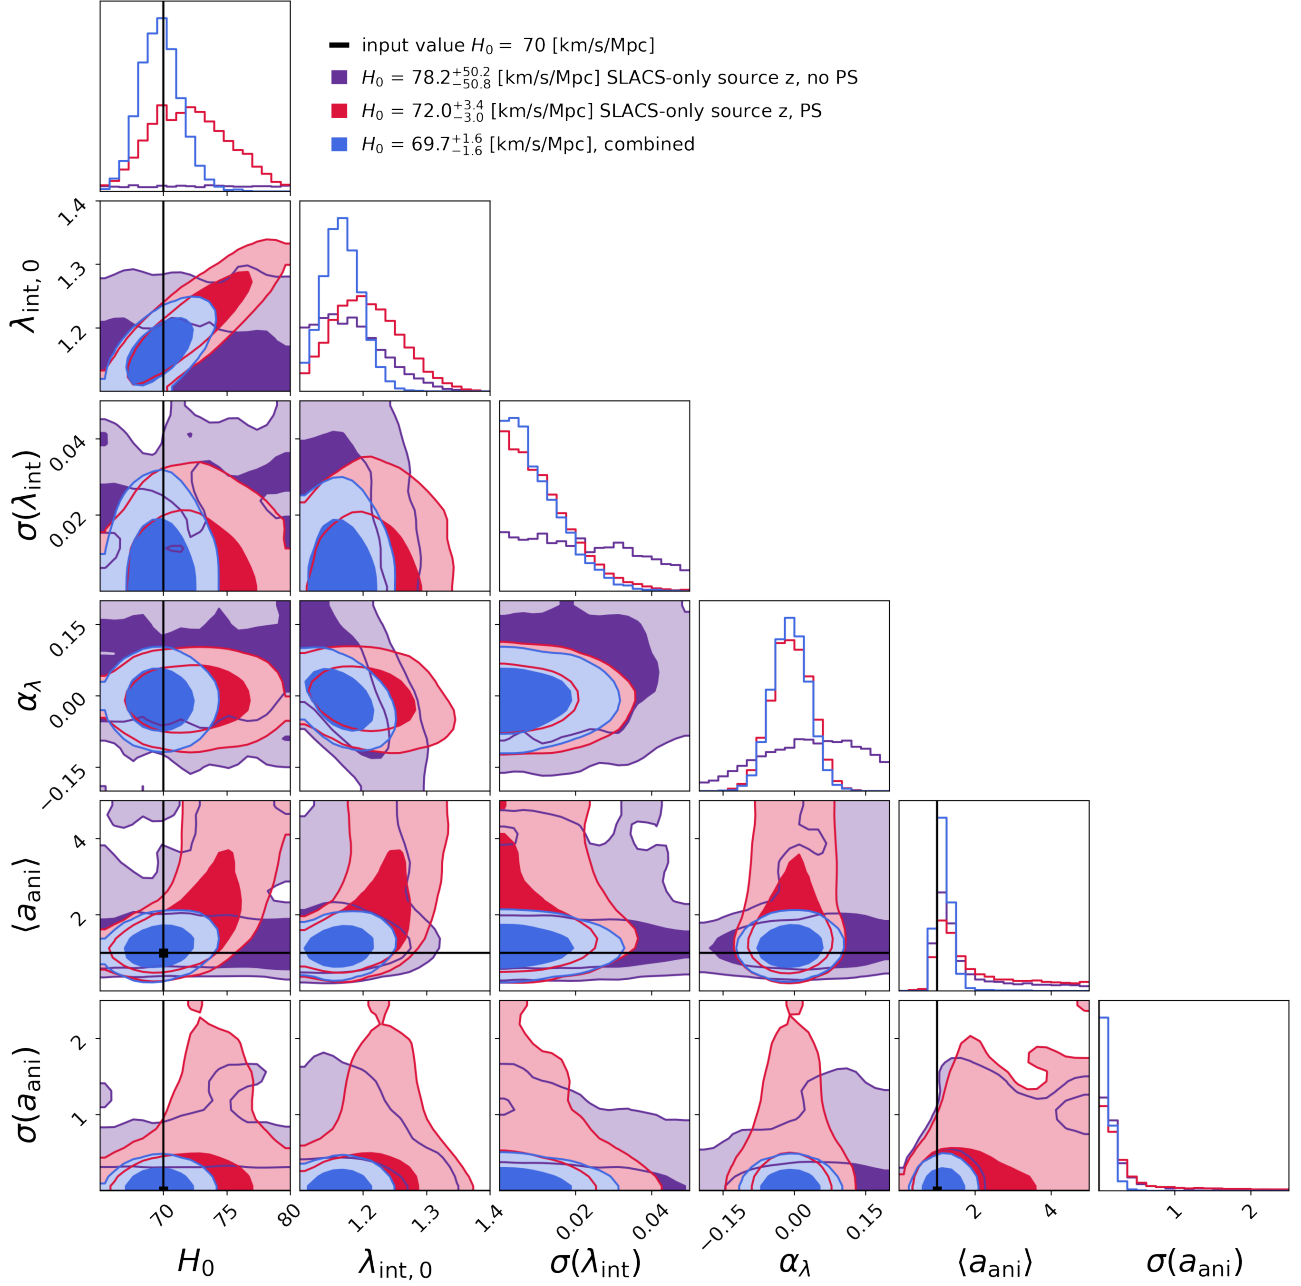 input value H₀ = 70 [km/s/Mpc]
H₀ = 78.2⁺⁵⁰·²₋₅₀.₈ [km/s/Mpc] SLACS-only source z, no PS
H₀ = 72.0⁺³·⁴₋₃.₀ [km/s/Mpc] SLACS-only source z, PS
H₀ = 69.7⁺¹·⁶₋₁.₆ [km/s/Mpc], combined
λint, 0
1.4
1.3
1.2
σ(λint)
0.04
0.02
αλ
0.15
0.00
−0.15
⟨aani⟩
4
2
σ(aani)
2
1
70 75 80
1.2 1.3 1.4
0.02 0.04
−0.15 0.00 0.15
2 4
1 2
H₀ λint, 0 σ(λint) αλ ⟨aani⟩ σ(aani)